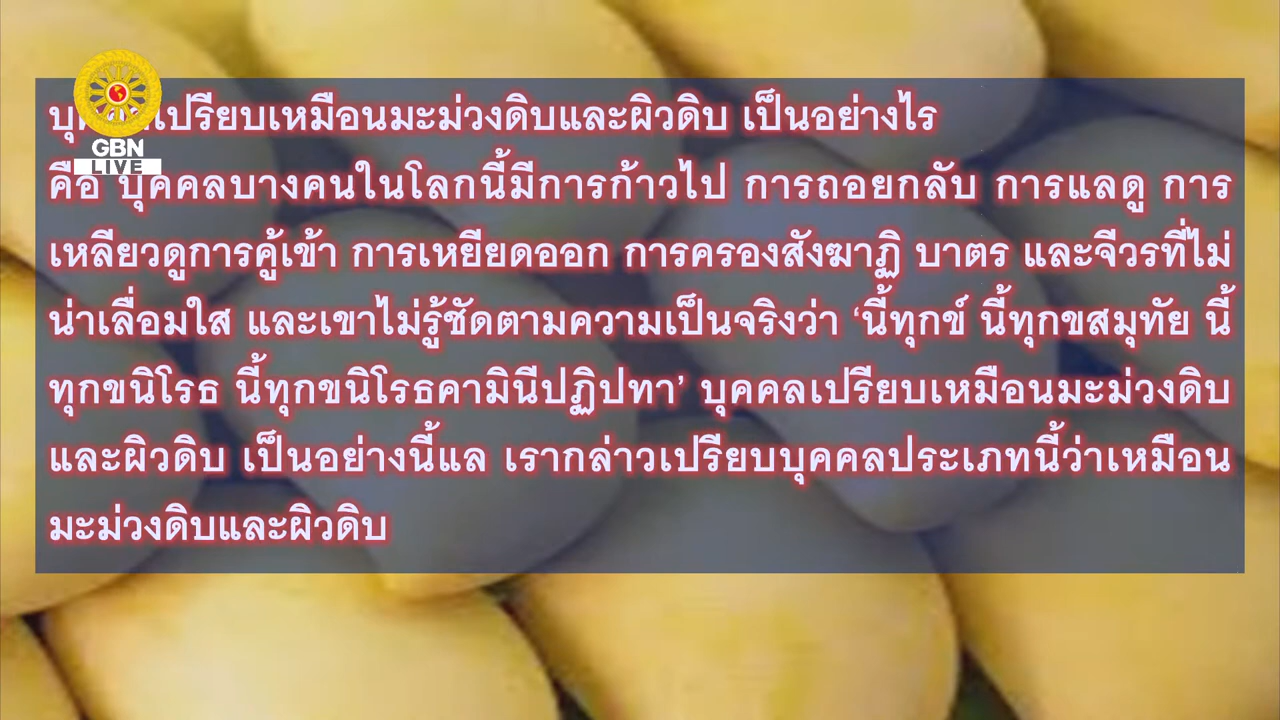 GBN
LIVE
เปรียบเหมือนมะม่วงดิบและผิวดิบ เป็นอย่างไร
คือ บุคคลบางคนในโลกนี้มีการก้าวไป การถอยกลับ การแลดู การ
เหลียวดูการคู้เข้า การเหยียดออก การครองสังฆาฏิ บาตร และจีวรที่ไม่
น่าเลื่อมใส และเขาไม่รู้ชัดตามความเป็นจริงว่า ‘นี้ทุกข์ นี้ทุกขสมุทัย นี้
ทุกขนิโรธ นี้ทุกขนิโรธคามินีปฏิปทา’ บุคคลเปรียบเหมือนมะม่วงดิบ
และผิวดิบ เป็นอย่างนี้แล เรากล่าวเปรียบบุคคลประเภทนี้ว่าเหมือน
มะม่วงดิบและผิวดิบ